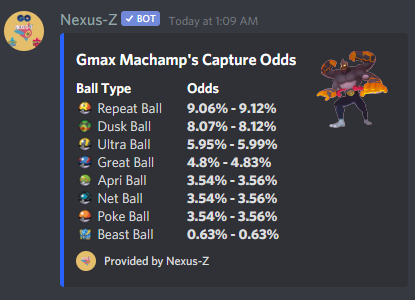 Nexus-Z BOT Today at 1:09 AM
Gmax Machamp's Capture Odds
Ball Type Odds
Repeat Ball 9.06% - 9.12%
Dusk Ball 8.07% - 8.12%
Ultra Ball 5.95% - 5.99%
Great Ball 4.8% - 4.83%
Apri Ball 3.54% - 3.56%
Net Ball 3.54% - 3.56%
Poke Ball 3.54% - 3.56%
Beast Ball 0.63% - 0.63%
Provided by Nexus-Z